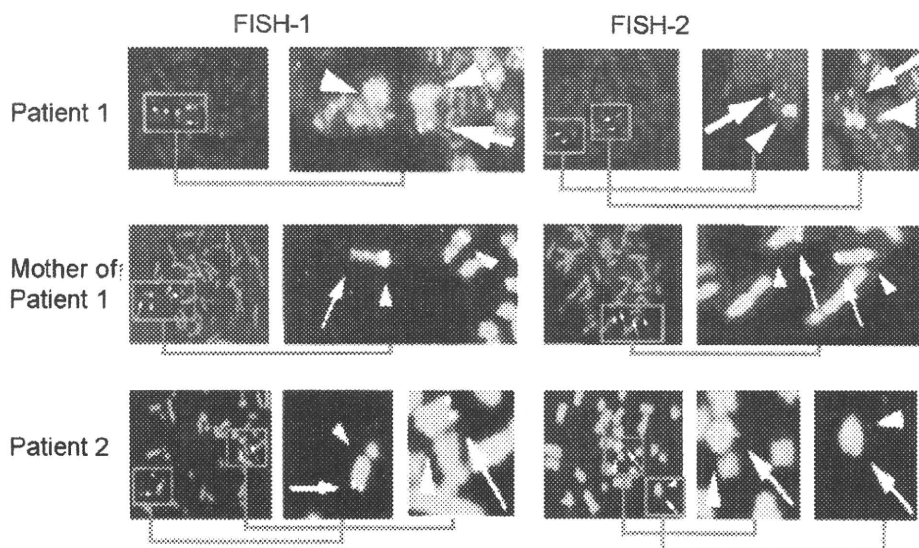 FISH-1
FISH-2
Patient 1
Mother of
Patient 1
Patient 2